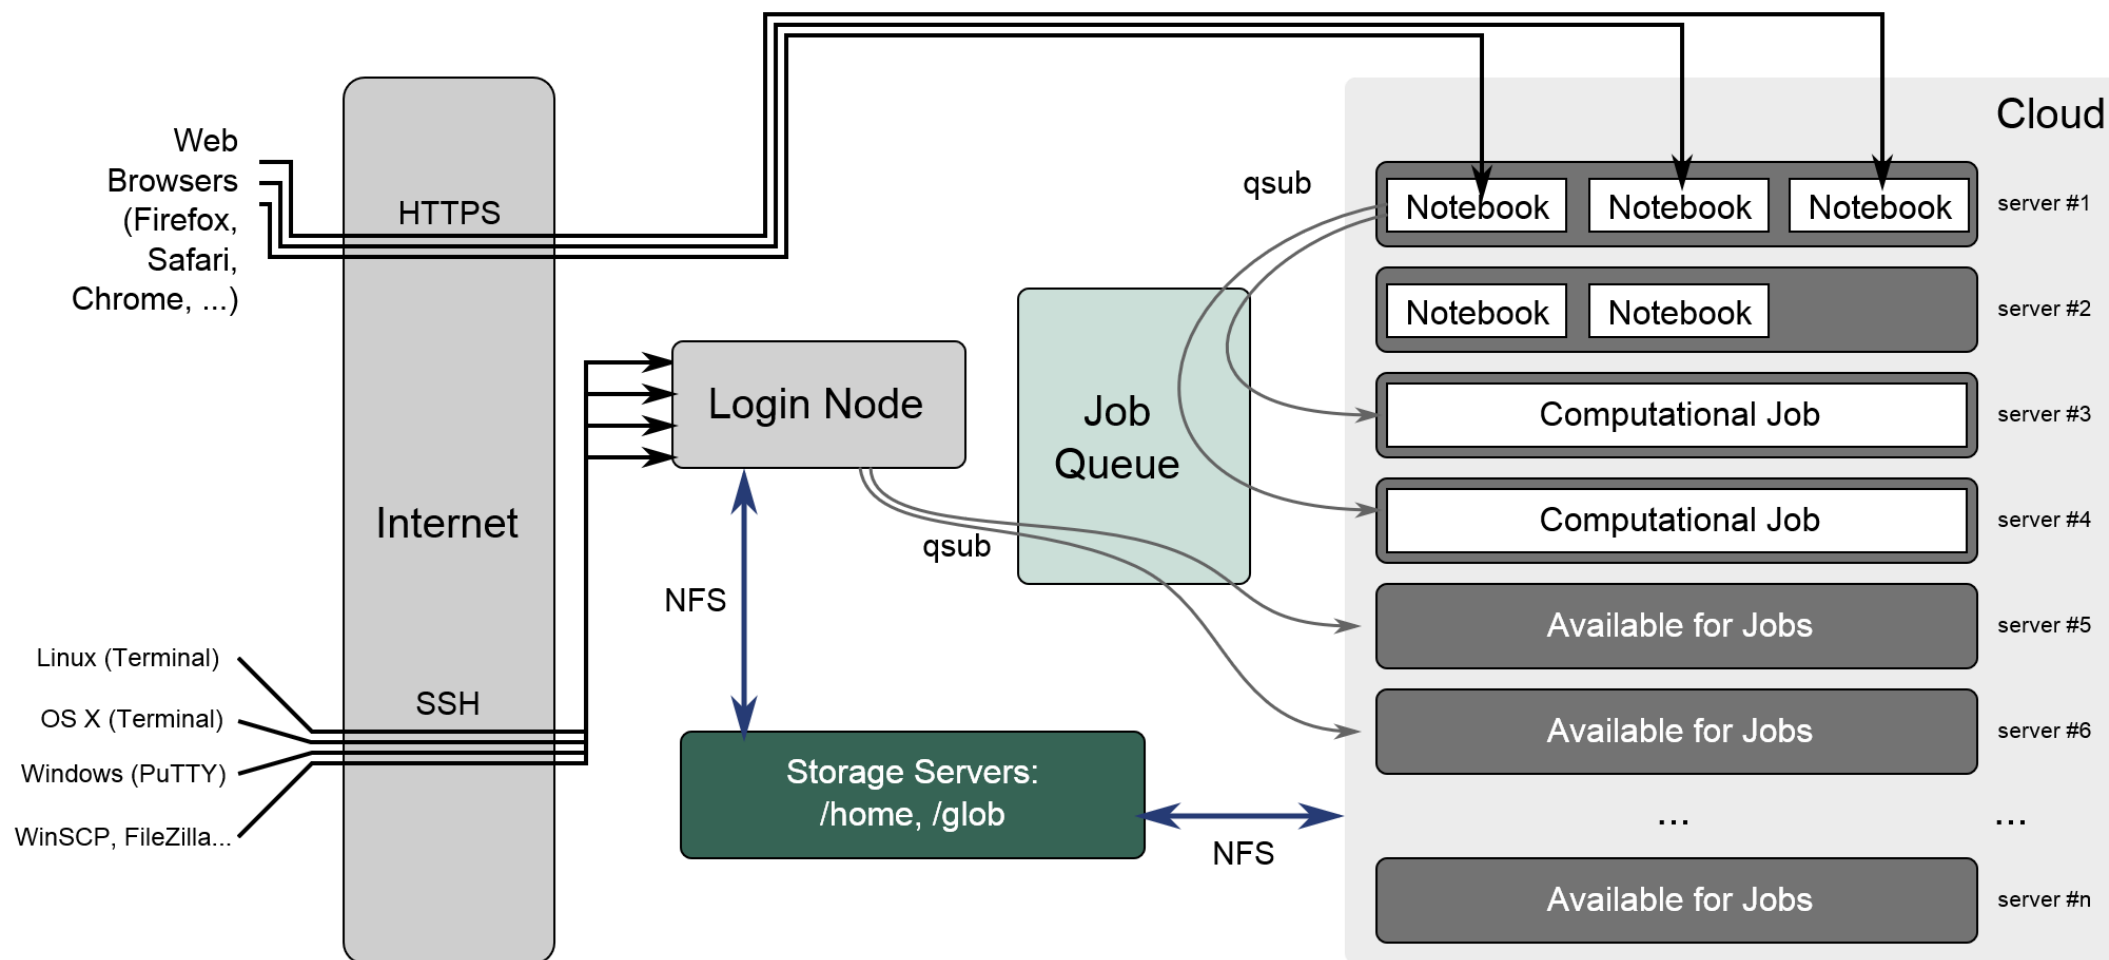 Web
Browsers
(Firefox,
Safari,
Chrome, ...)
HTTPS
Internet
SSH
Linux (Terminal)
OS X (Terminal)
Windows (PuTTY)
WinSCP, FileZilla...
Login Node
NFS
qsub
Job
Queue
qsub
Storage Servers:
/home, /glob
NFS
Cloud
Notebook Notebook Notebook server #1
Notebook Notebook server #2
Computational Job server #3
Computational Job server #4
Available for Jobs server #5
Available for Jobs server #6
... ...
Available for Jobs server #n